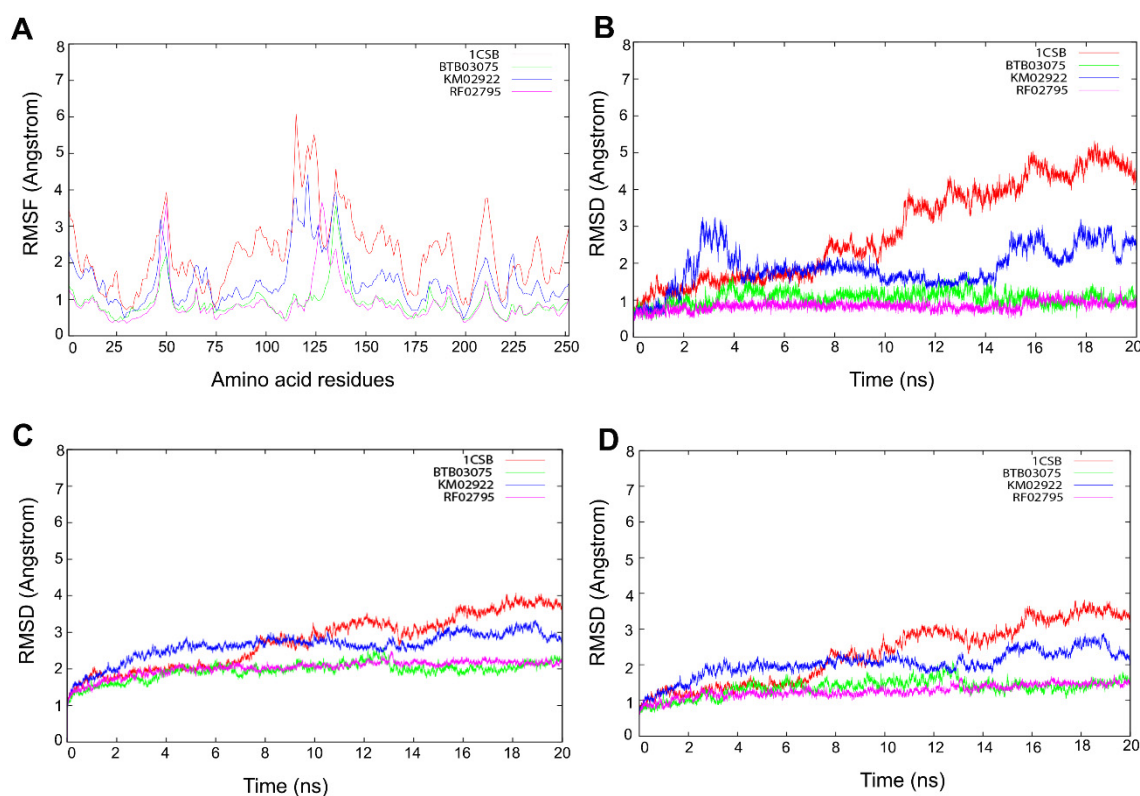 A
RMSF (Angstrom)
8
7
6
5
4
3
2
1
0
1CSB
BTB03075
KM02922
RF02795
0 25 50 75 100 125 150 175 200 225 250
Amino acid residues
B
RMSD (Angstrom)
8
7
6
5
4
3
2
1
0
1CSB
BTB03075
KM02922
RF02795
0 2 4 6 8 10 12 14 16 18 20
Time (ns)
C
RMSD (Angstrom)
8
7
6
5
4
3
2
1
0
1CSB
BTB03075
KM02922
RF02795
0 2 4 6 8 10 12 14 16 18 20
Time (ns)
D
RMSD (Angstrom)
8
7
6
5
4
3
2
1
0
1CSB
BTB03075
KM02922
RF02795
0 2 4 6 8 10 12 14 16 18 20
Time (ns)